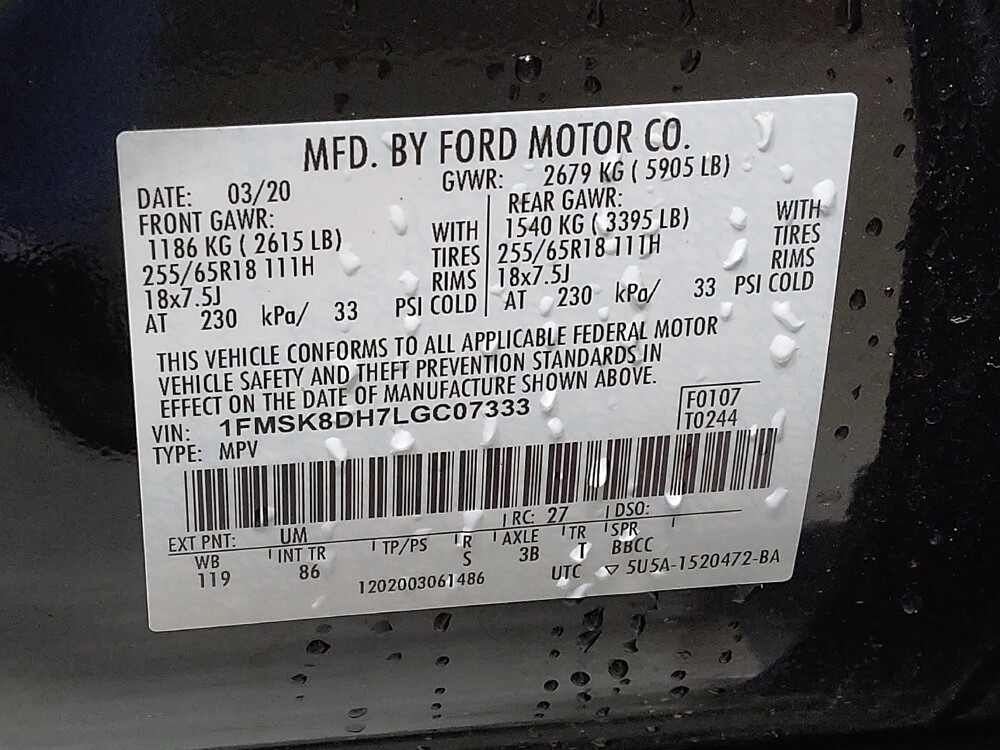 MFD. BY FORD MOTOR CO.
DATE: 03/20 GVWR: 2679 KG ( 5905 LB)
FRONT GAWR: REAR GAWR:
1186 KG ( 2615 LB) WITH 1540 KG ( 3395 LB) WITH
255/65R18 111H TIRES 255/65R18 111H TIRES
18x7.5J RIMS 18x7.5J RIMS
AT 230 kPa/ 33 PSI COLD AT 230 kPa/ 33 PSI COLD
THIS VEHICLE CONFORMS TO ALL APPLICABLE FEDERAL MOTOR
VEHICLE SAFETY AND THEFT PREVENTION STANDARDS IN
EFFECT ON THE DATE OF MANUFACTURE SHOWN ABOVE.
VIN: 1FMSK8DH7LGC07333 F0107
TYPE: MPV T0244
EXT PNT: UM RC: 27 DSO:
WB INT TR TP/PS R AXLE TR SPR
119 86 S 3B T BBCC
1202003061486 UTC ▽ 5U5A-1520472-BA